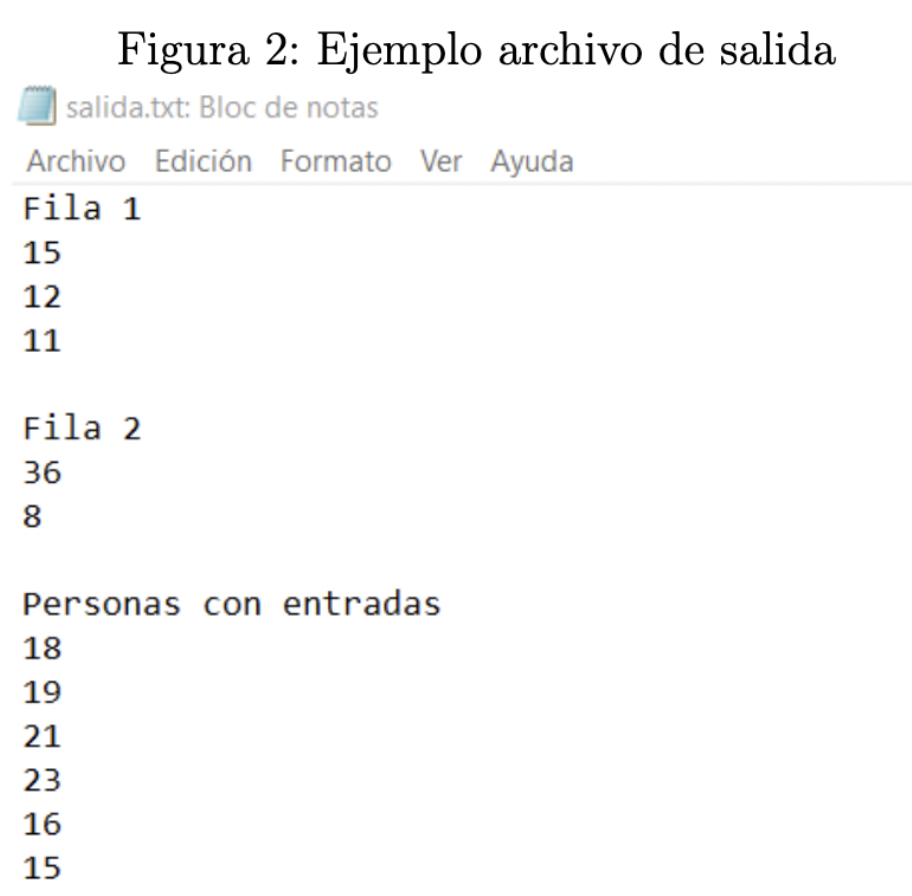 Figura 2: Ejemplo archivo de salida
salida.txt: Bloc de notas
Archivo Edición Formato Ver Ayuda
Fila 1
15
12
11
Fila 2
36
8
Personas con entradas
18
19
21
23
16
15